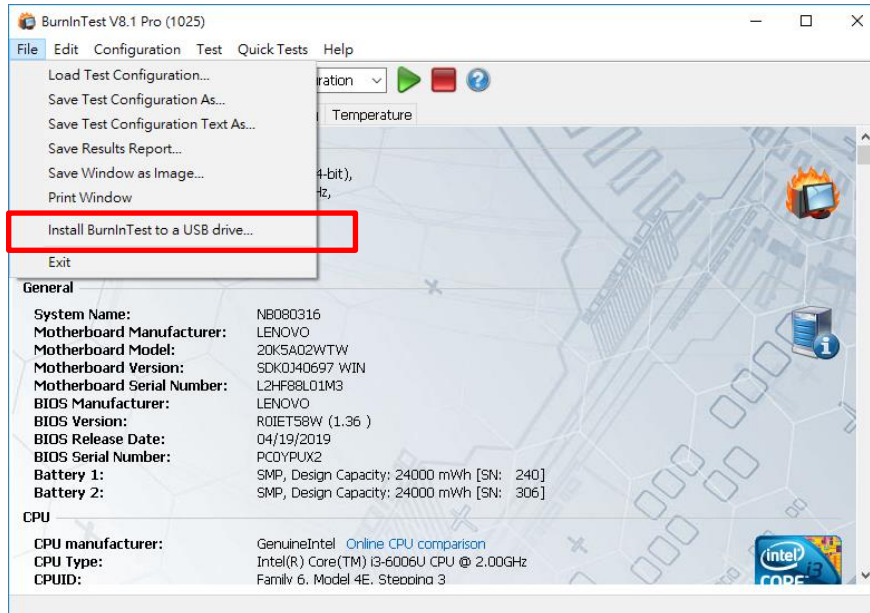 BurnInTest V8.1 Pro (1025)
File Edit Configuration Test Quick Tests Help
Load Test Configuration...
Save Test Configuration As...
Save Test Configuration Text As...
Save Results Report...
Save Window as Image...
Print Window
Install BurnInTest to a USB drive...
Exit
Temperature
4-bit),
Hz,
General
System Name: NB080316
Motherboard Manufacturer: LENOVO
Motherboard Model: 20K5A02WTW
Motherboard Version: SDK0J40697 WIN
Motherboard Serial Number: L2HF88L01M3
BIOS Manufacturer: LENOVO
BIOS Version: R0IET58W (1.36 )
BIOS Release Date: 04/19/2019
BIOS Serial Number: PC0YPUX2
Battery 1: SMP, Design Capacity: 24000 mWh [SN: 240]
Battery 2: SMP, Design Capacity: 24000 mWh [SN: 306]
CPU
CPU manufacturer: GenuineIntel Online CPU comparison
CPU Type: Intel(R) Core(TM) i3-6006U CPU @ 2.00GHz
CPUID: Family 6, Model 4E, Stepping 3
intel
CORE i3